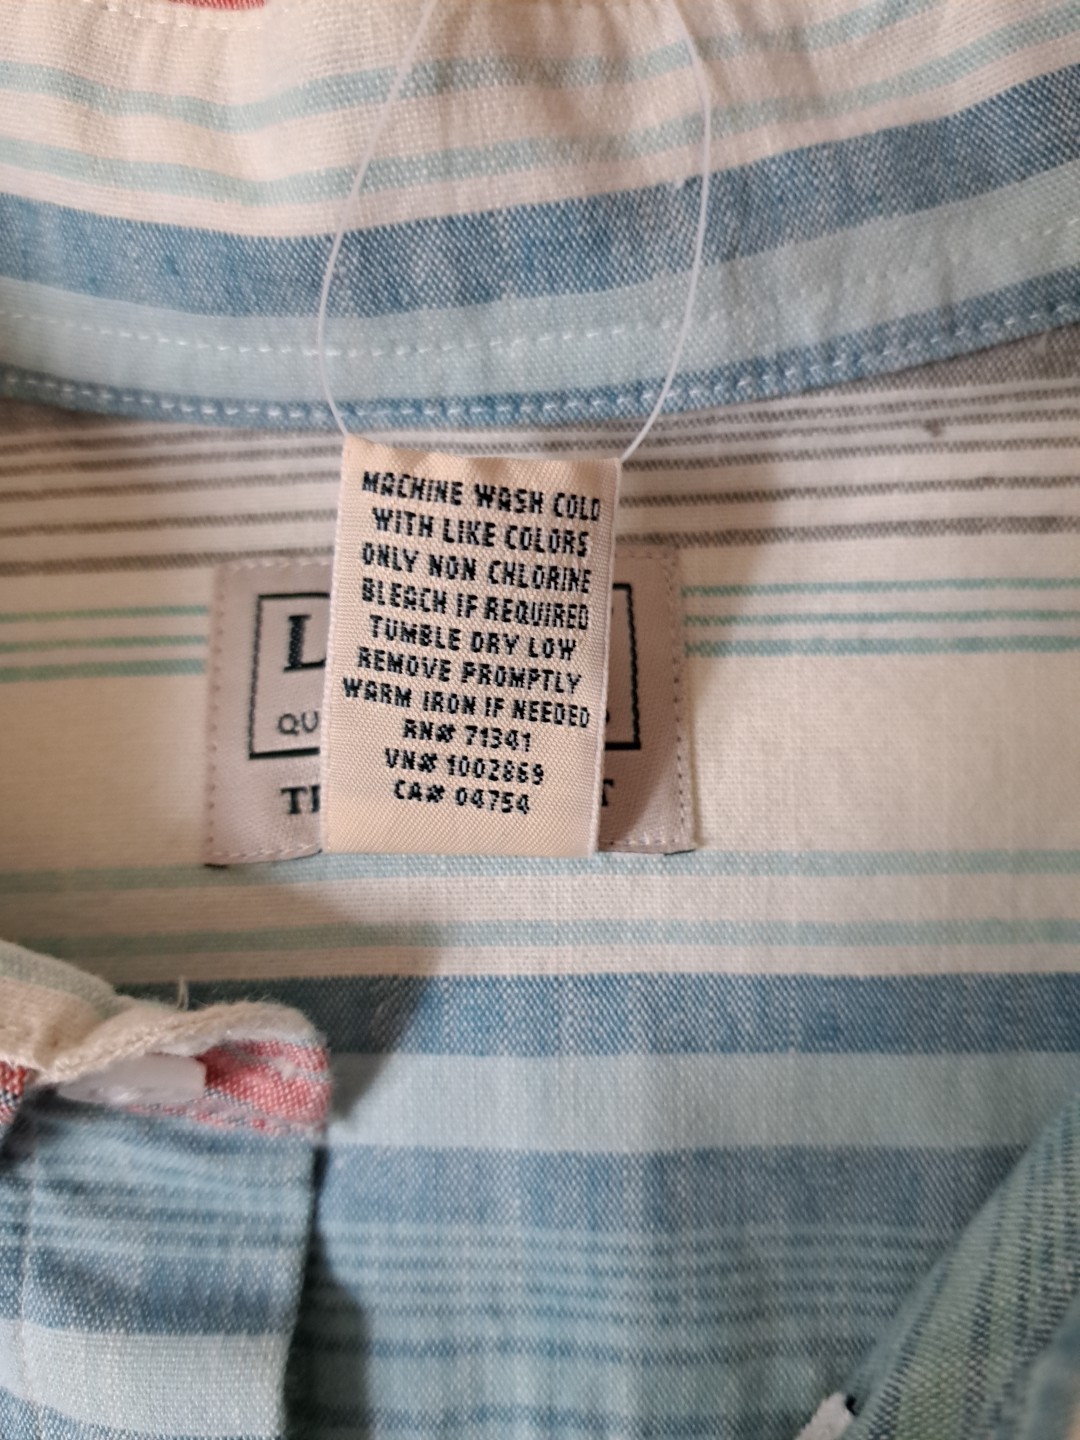 MACHINE WASH COLD
WITH LIKE COLORS
ONLY NON CHLORINE
BLEACH IF REQUIRED
TUMBLE DRY LOW
REMOVE PROMPTLY
WARM IRON IF NEEDED
RN# 71341
VN# 1002869
CA# 04754